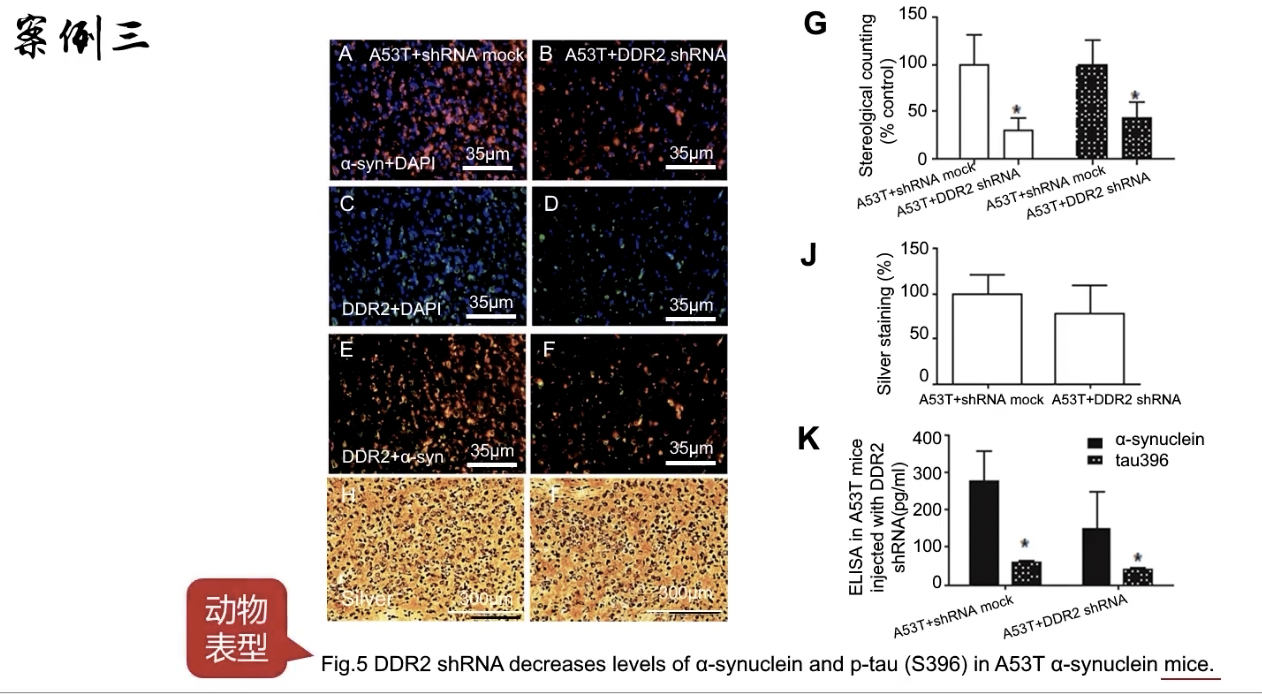 案例三
A A53T+shRNA mock
α-syn+DAPI
35μm
B A53T+DDR2 shRNA
35μm
C
DDR2+DAPI
35μm
D
35μm
E
DDR2+α-syn
35μm
F
35μm
H
Silver
300μm
F
300μm
G
Stereolgical counting
(% control)
150
100
50
0
*
*
A53T+shRNA mock
A53T+DDR2 shRNA
A53T+shRNA mock
A53T+DDR2 shRNA
J
Silver staining (%)
150
100
50
0
A53T+shRNA mock A53T+DDR2 shRNA
K
ELISA in A53T mice
injected with DDR2
shRNA(pg/ml)
400
300
200
100
0
α-synuclein
tau396
*
*
A53T+shRNA mock
A53T+DDR2 shRNA
动物
表型
Fig.5 DDR2 shRNA decreases levels of α-synuclein and p-tau (S396) in A53T α-synuclein mice.